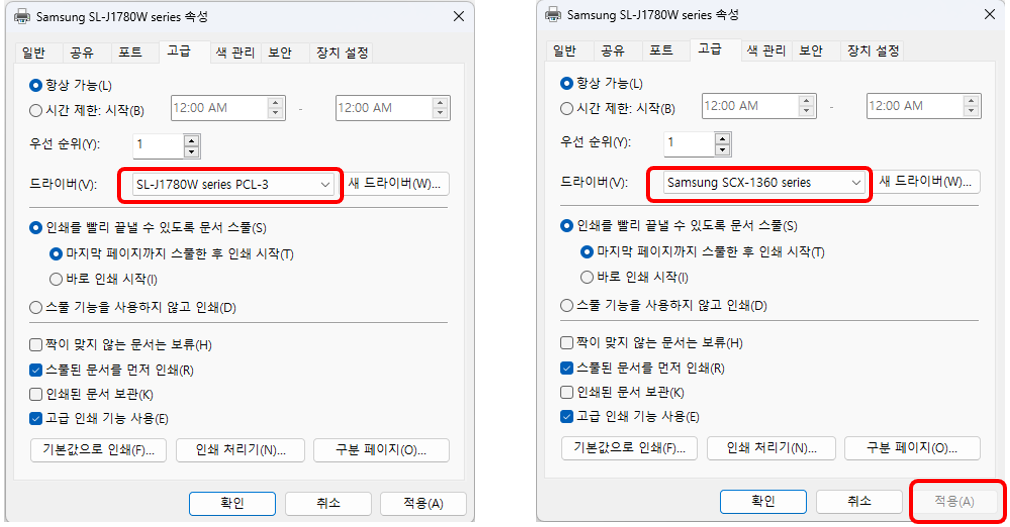 Samsung SL-J1780W series 속성
일반 공유 포트 고급 색 관리 보안 장치 설정
항상 가능(L)
시간 제한: 시작(B) 12:00 AM - 12:00 AM
우선 순위(Y): 1
드라이버(V): SL-J1780W series PCL-3 새 드라이버(W)...
인쇄를 빨리 끝낼 수 있도록 문서 스풀(S)
마지막 페이지까지 스풀한 후 인쇄 시작(T)
바로 인쇄 시작(I)
스풀 기능을 사용하지 않고 인쇄(D)
짝이 맞지 않는 문서는 보류(H)
스풀된 문서를 먼저 인쇄(R)
인쇄된 문서 보관(K)
고급 인쇄 기능 사용(E)
기본값으로 인쇄(F)... 인쇄 처리기(N)... 구분 페이지(O)...
확인 취소 적용(A)
Samsung SL-J1780W series 속성
일반 공유 포트 고급 색 관리 보안 장치 설정
항상 가능(L)
시간 제한: 시작(B) 12:00 AM - 12:00 AM
우선 순위(Y): 1
드라이버(V): Samsung SCX-1360 series 새 드라이버(W)...
인쇄를 빨리 끝낼 수 있도록 문서 스풀(S)
마지막 페이지까지 스풀한 후 인쇄 시작(T)
바로 인쇄 시작(I)
스풀 기능을 사용하지 않고 인쇄(D)
짝이 맞지 않는 문서는 보류(H)
스풀된 문서를 먼저 인쇄(R)
인쇄된 문서 보관(K)
고급 인쇄 기능 사용(E)
기본값으로 인쇄(F)... 인쇄 처리기(N)... 구분 페이지(O)...
확인 취소 적용(A)